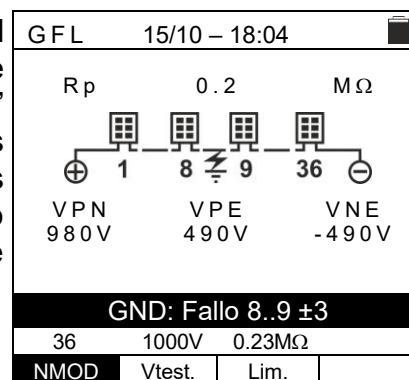 GFL 15/10 – 18:04
Rp 0.2 MΩ
1 8 9 36
VPN VPE VNE
980V 490V -490V
GND: Fallo 8..9 ±3
36 1000V 0.23MΩ
NMOD Vtest. Lim.